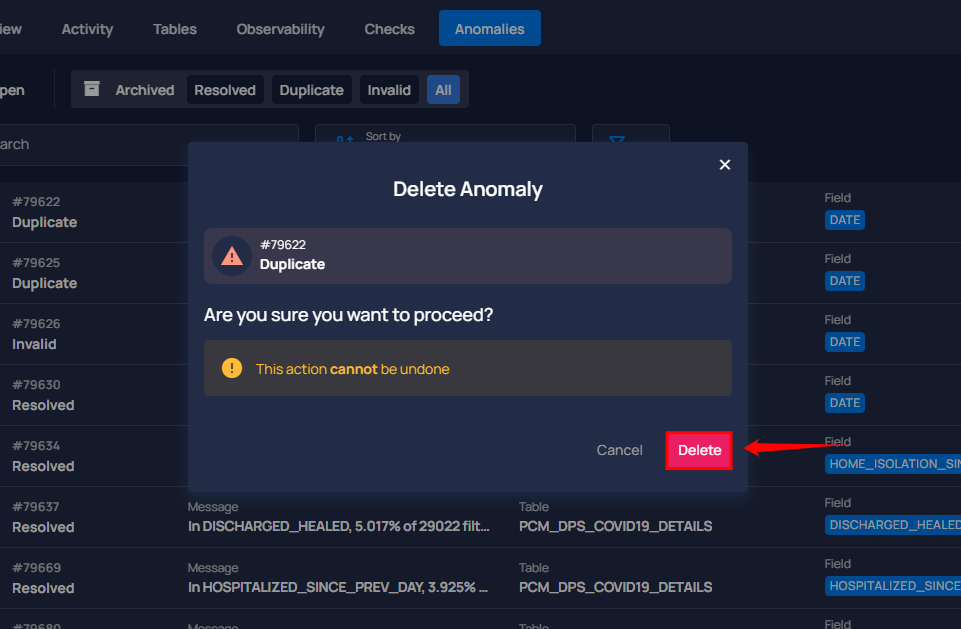 iew Activity Tables Observability Checks Anomalies
pen Archived Resolved Duplicate Invalid All
arch
Sort by
Delete Anomaly
#79622
Duplicate
Are you sure you want to proceed?
This action cannot be undone
Cancel Delete
#79622
Duplicate
Field
DATE
#79625
Duplicate
Field
DATE
#79626
Invalid
Field
DATE
#79630
Resolved
Field
DATE
#79634
Resolved
Field
HOME_ISOLATION_SIN
#79637
Resolved
Message
In DISCHARGED_HEALED, 5.017% of 29022 filt...
Table
PCM_DPS_COVID19_DETAILS
Field
DISCHARGED_HEALED
#79669
Resolved
Message
In HOSPITALIZED_SINCE_PREV_DAY, 3.925% ...
Table
PCM_DPS_COVID19_DETAILS
Field
HOSPITALIZED_SINCE
#79680
Message
Table
Field